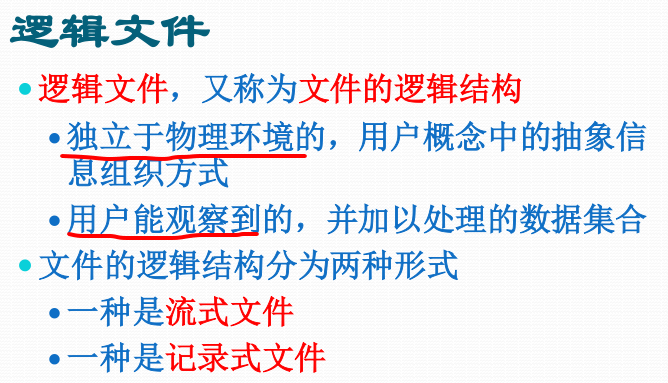 逻辑文件
•逻辑文件，又称为文件的逻辑结构
•独立于物理环境的，用户概念中的抽象信
息组织方式
•用户能观察到的，并加以处理的数据集合
•文件的逻辑结构分为两种形式
•一种是流式文件
•一种是记录式文件